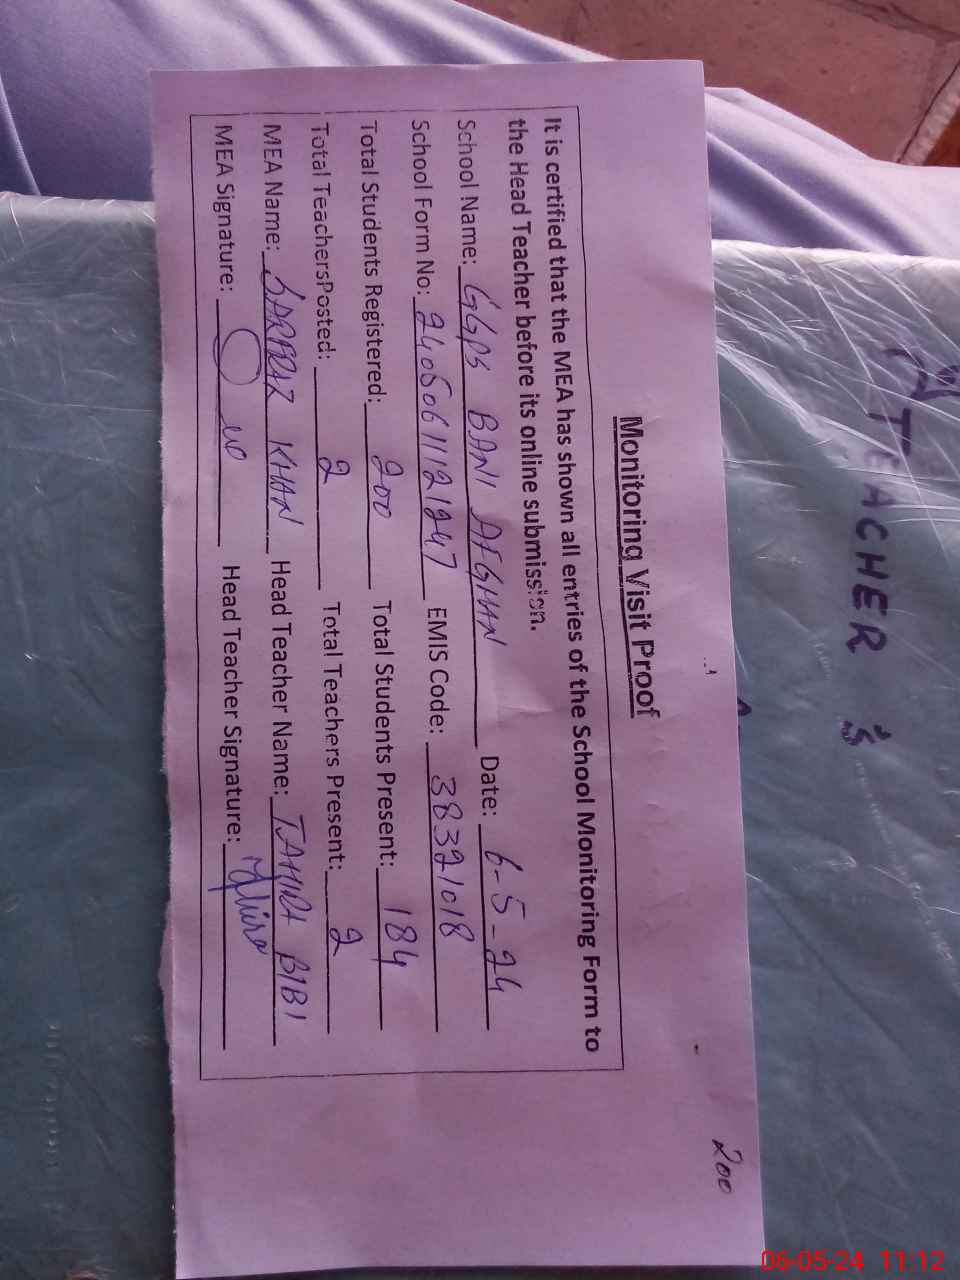 200
Monitoring Visit Proof
It is certified that the MEA has shown all entries of the School Monitoring Form to
the Head Teacher before its online submission.
School Name: GGPS BANI AFGHAN Date: 6-5-24
School Form No: 24050611121247 EMIS Code: 38321018
Total Students Registered: 200 Total Students Present: 184
Total TeachersPosted: 2 Total Teachers Present: 2
MEA Name: SARFRAZ KHAN Head Teacher Name: TAHIRA BIBI
MEA Signature: Head Teacher Signature:
TEACHER'S
06-05-24 11:12